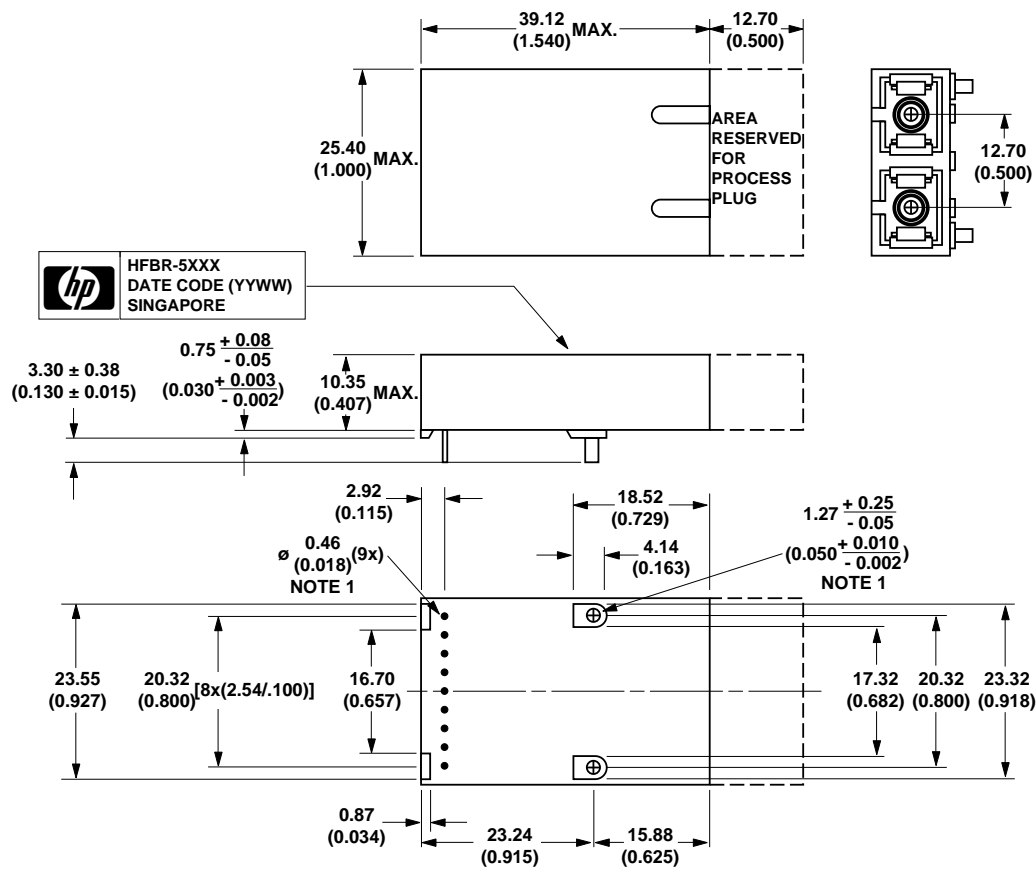 39.12
(1.540)
MAX.
12.70
(0.500)
25.40
(1.000)
MAX.
AREA
RESERVED
FOR
PROCESS
PLUG
12.70
(0.500)
hp
HFBR-5XXX
DATE CODE (YYWW)
SINGAPORE
3.30 ± 0.38
(0.130 ± 0.015)
0.75 + 0.08
- 0.05
(0.030 + 0.003
- 0.002)
10.35
(0.407)
MAX.
2.92
(0.115)
18.52
(0.729)
4.14
(0.163)
1.27 + 0.25
- 0.05
(0.050 + 0.010
- 0.002)
NOTE 1
ø 0.46
(0.018) (9x)
NOTE 1
23.55
(0.927)
20.32
(0.800)
[8x(2.54/.100)]
16.70
(0.657)
17.32
(0.682)
20.32
(0.800)
23.32
(0.918)
0.87
(0.034)
23.24
(0.915)
15.88
(0.625)